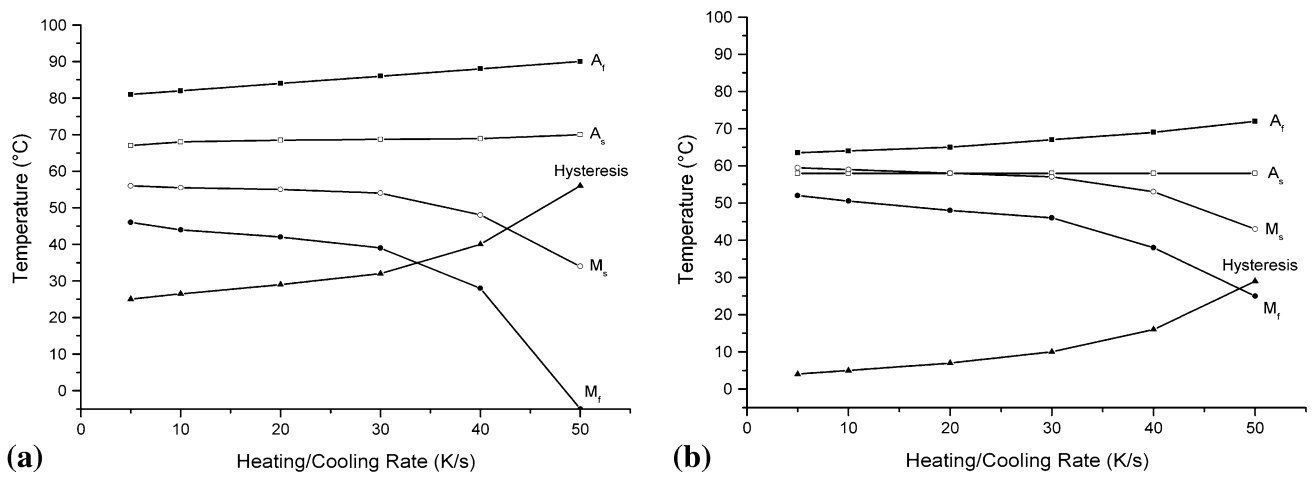 100
90
80
70
60
50
40
30
20
10
0
Temperature (°C)
A_f
A_s
Hysteresis
M_s
M_f
0 10 20 30 40 50
(a)
Heating/Cooling Rate (K/s)
100
90
80
70
60
50
40
30
20
10
0
Temperature (°C)
A_f
A_s
M_s
Hysteresis
M_f
0 10 20 30 40 50
(b)
Heating/Cooling Rate (K/s)